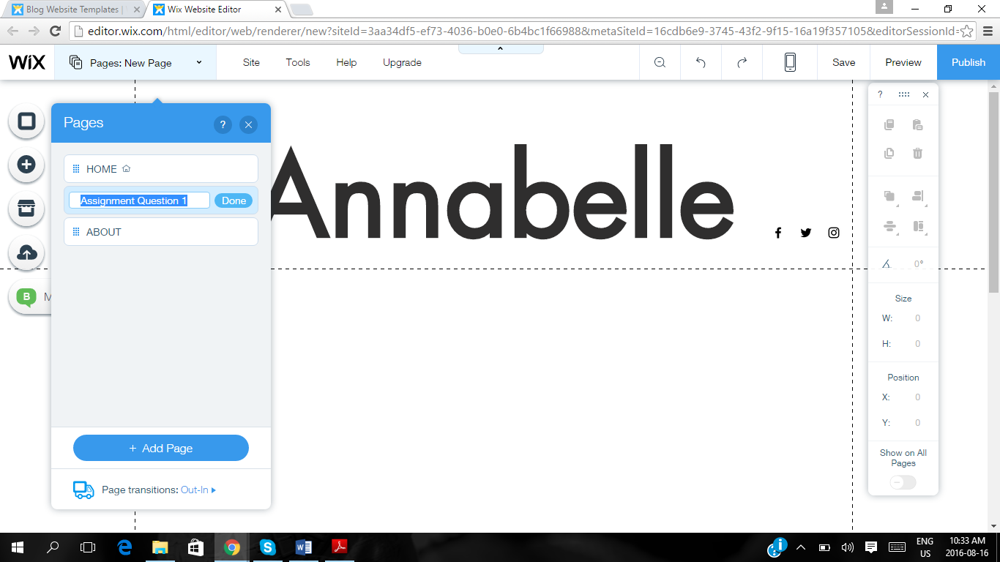 Blog Website Templates |
Wix Website Editor
editor.wix.com/html/editor/web/renderer/new?siteId=3aa34df5-ef73-4036-b0e0-6b4bc1f66988&metaSiteId=16cdb6e9-3745-43f2-9f15-16a19f357105&editorSessionId=
WiX
Pages: New Page
Site
Tools
Help
Upgrade
Save
Preview
Publish
Pages
?
HOME
Assignment Question 1
Done
ABOUT
+ Add Page
Page transitions: Out-In
B
M
Annabelle
?
0°
Size
W: 0
H: 0
Position
X: 0
Y: 0
Show on All
Pages
ENG
US
10:33 AM
2016-08-16